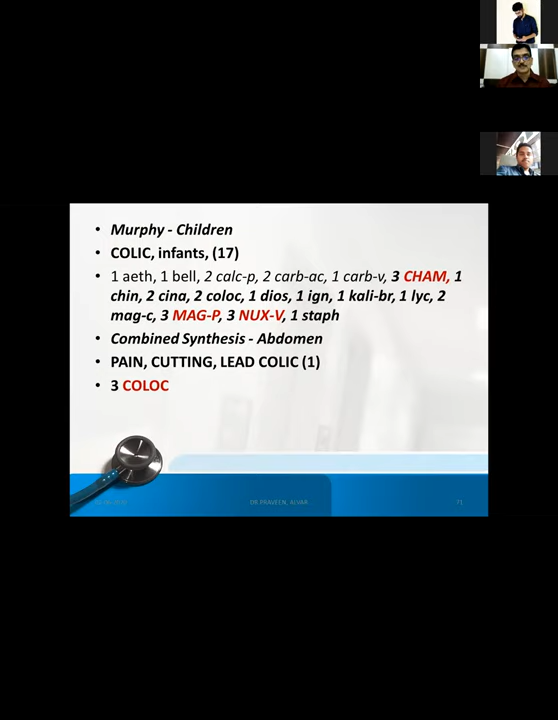 • Murphy - Children
• COLIC, infants, (17)
• 1 aeth, 1 bell, 2 calc-p, 2 carb-ac, 1 carb-v, 3 CHAM, 1
chin, 2 cina, 2 coloc, 1 dios, 1 ign, 1 kali-br, 1 lyc, 2
mag-c, 3 MAG-P, 3 NUX-V, 1 staph
• Combined Synthesis - Abdomen
• PAIN, CUTTING, LEAD COLIC (1)
• 3 COLOC
DR.PRAVEEN, ALVAR
71